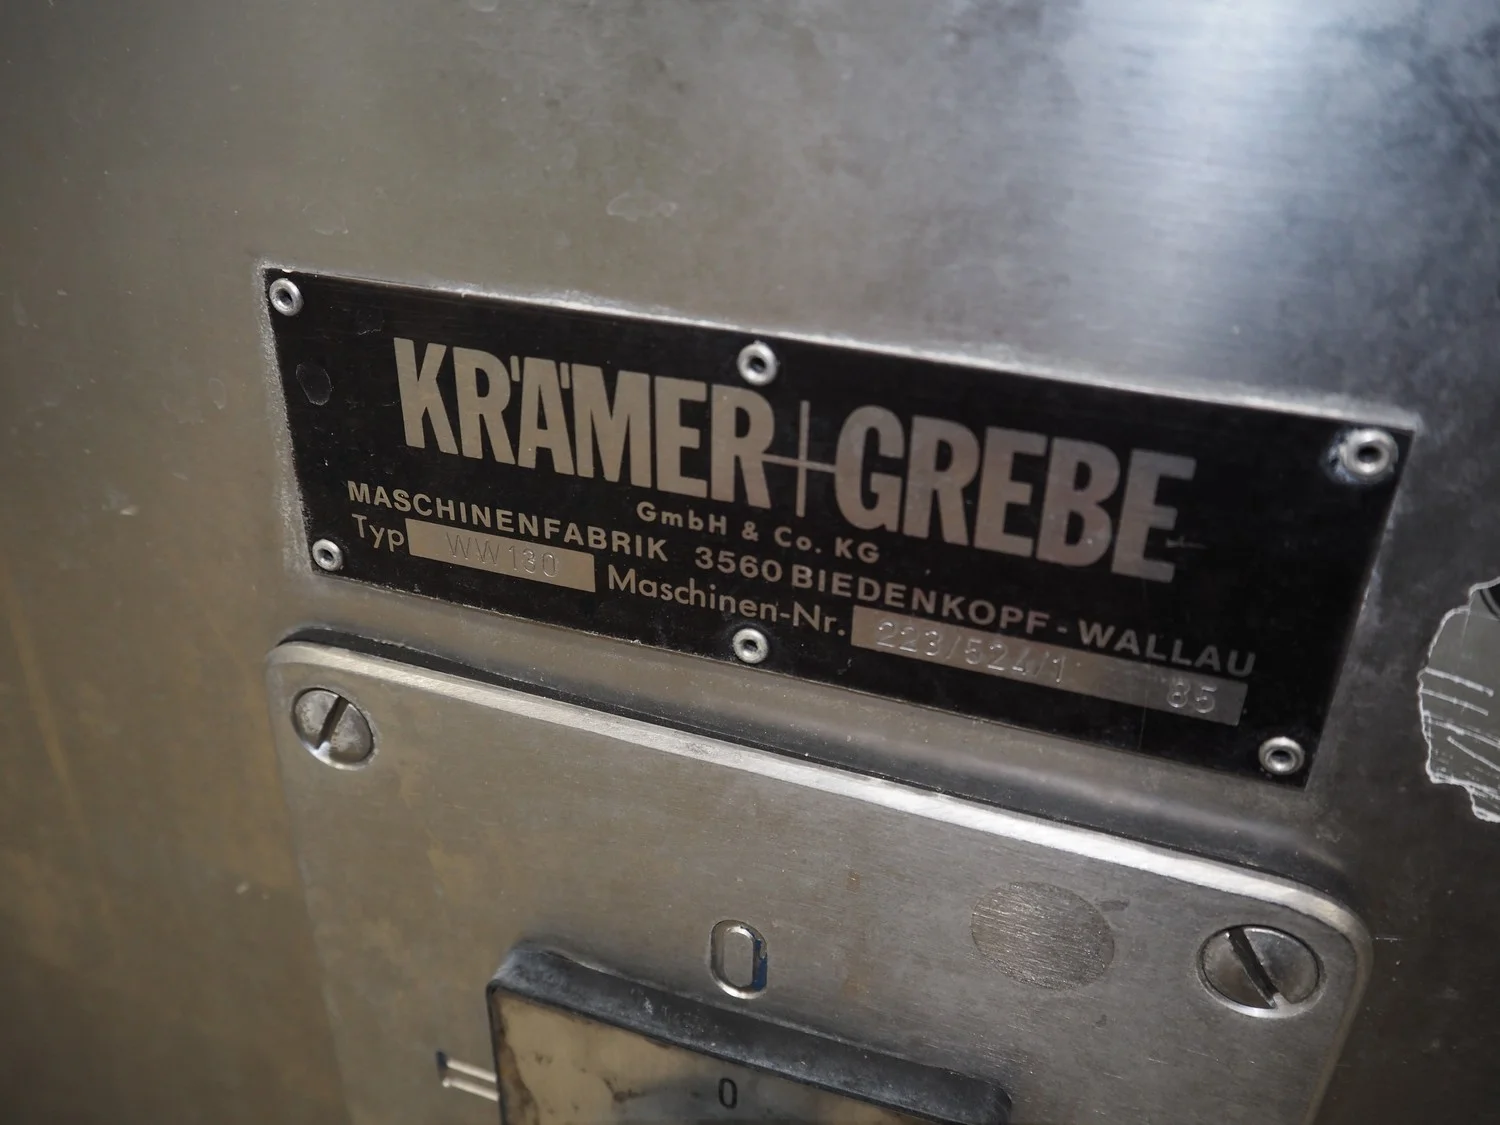 KRÄMER+GREBE
GmbH & Co. KG
MASCHINENFABRIK 3560 BIEDENKOPF-WALLAU
Typ WW130 Maschinen-Nr. 223/524/1 85
0
0